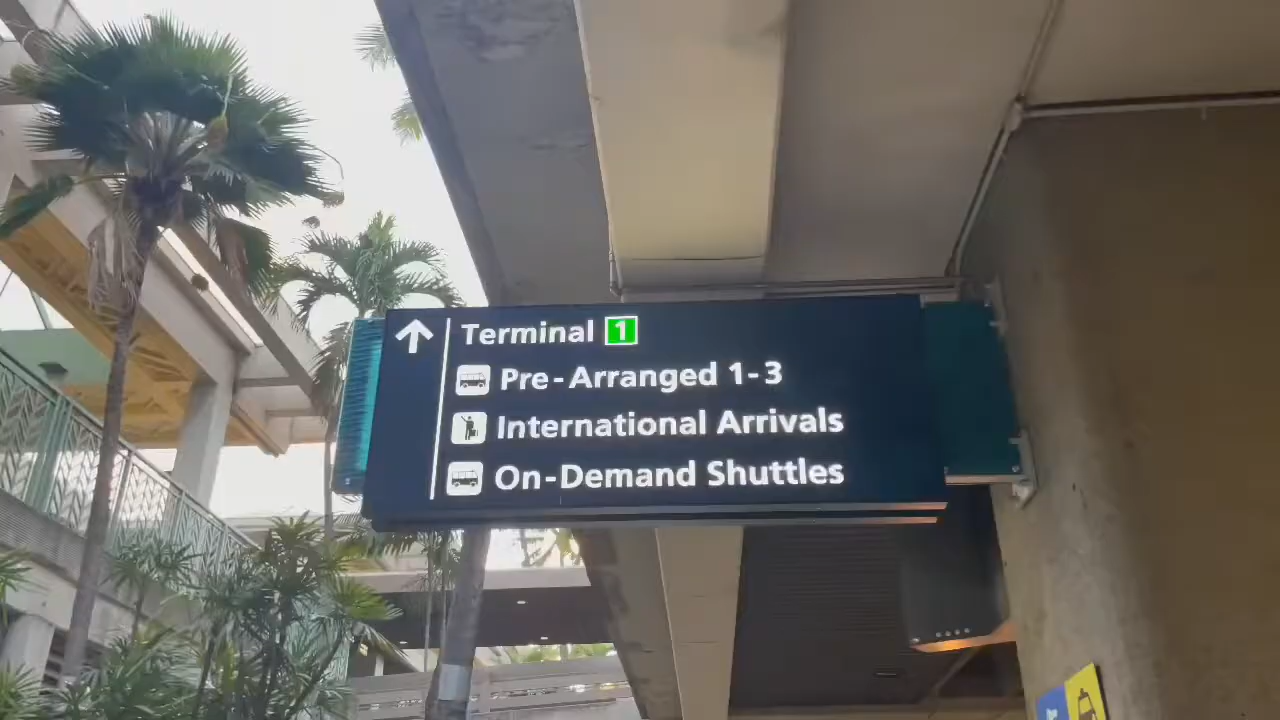 Terminal 1
Pre-Arranged 1-3
International Arrivals
On-Demand Shuttles